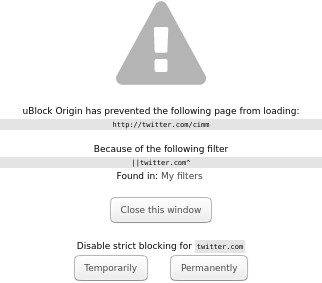 uBlock Origin has prevented the following page from loading:
http://twitter.com/cimm
Because of the following filter
||twitter.com^
Found in: My filters
Close this window
Disable strict blocking for twitter.com
Temporarily
Permanently